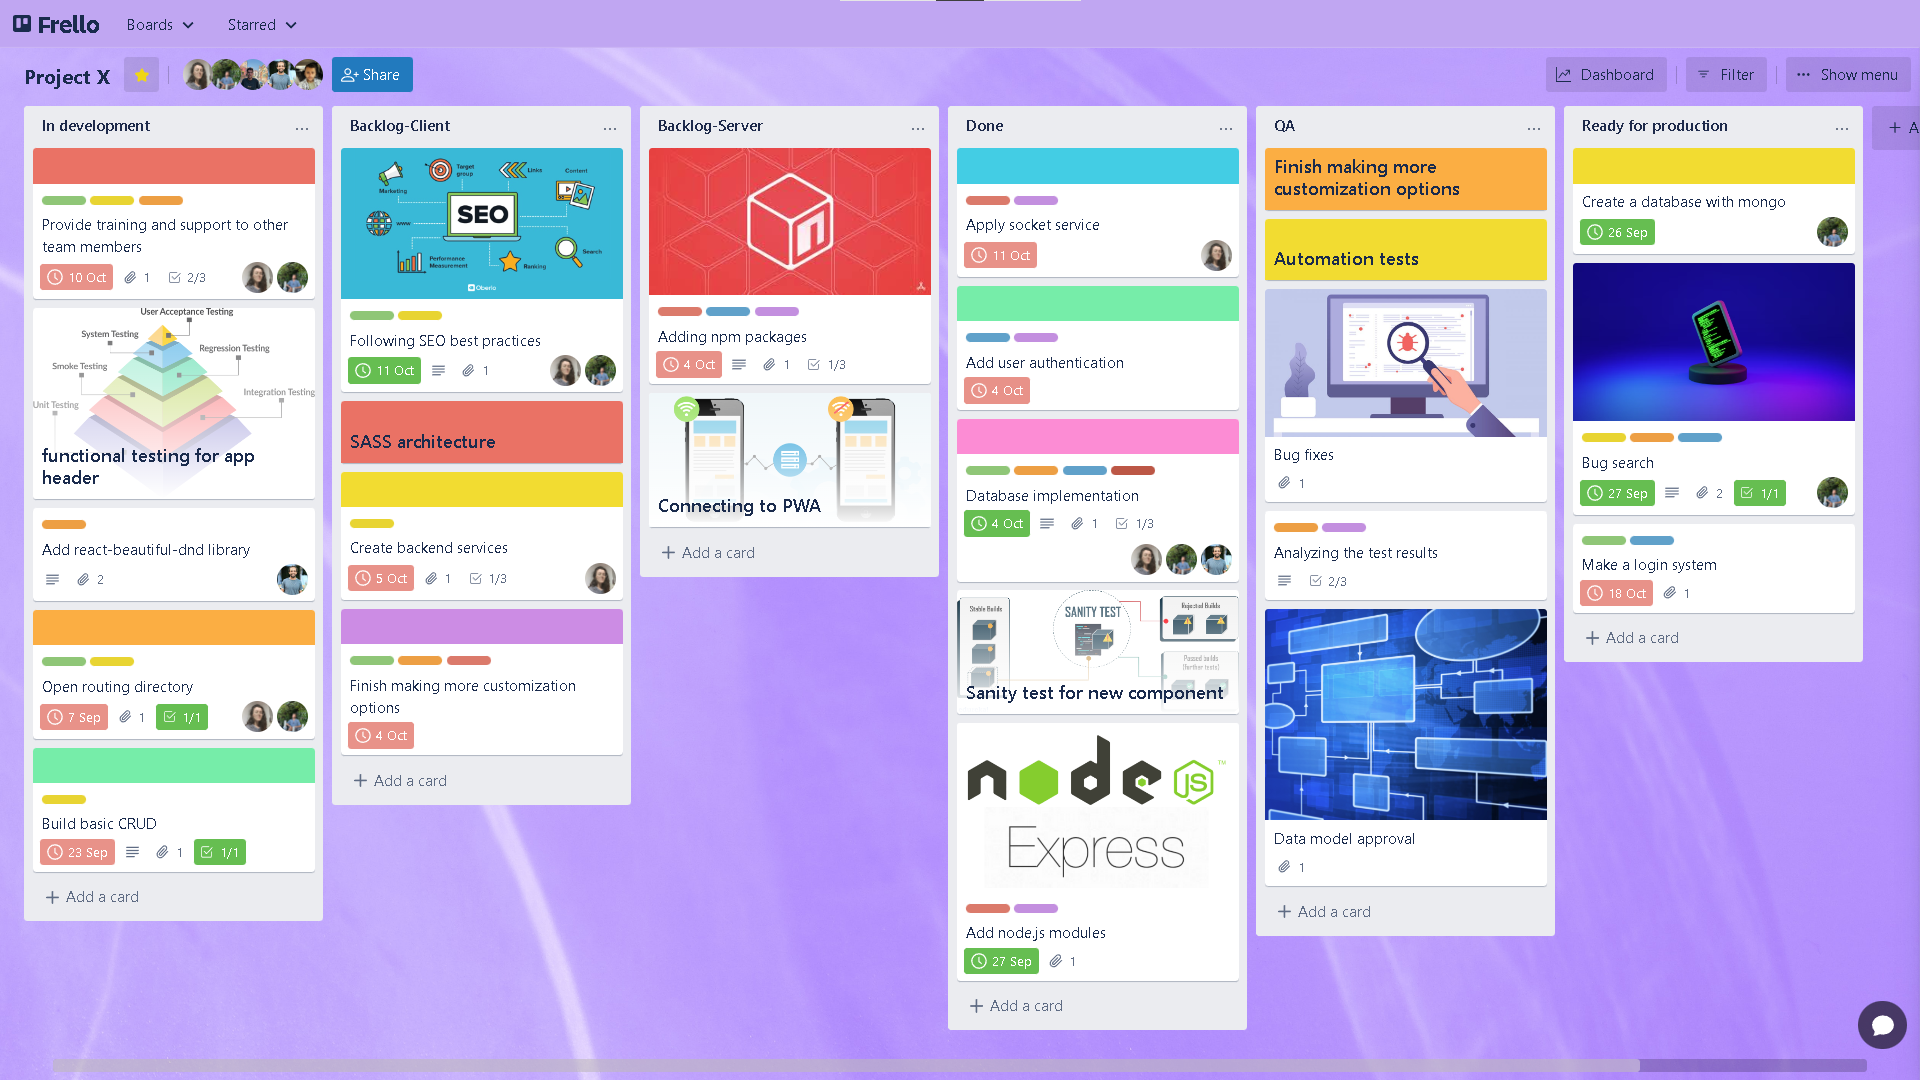 Frello
Boards
Starred
Project X
Share
Dashboard
Filter
Show menu
In development
Provide training and support to other
team members
10 Oct
1
2/3
User Acceptance Testing
System Testing
Regression Testing
Smoke Testing
Integration Testing
Unit Testing
functional testing for app
header
Add react-beautiful-dnd library
2
Open routing directory
7 Sep
1
1/1
Build basic CRUD
23 Sep
1
1/1
Add a card
Backlog-Client
Marketing
Target
group
Links
Content
www
SEO
Search
Performance
Measurement
Ranking
Oberlo
Following SEO best practices
11 Oct
1
SASS architecture
Create backend services
5 Oct
1
1/3
Finish making more customization
options
4 Oct
Add a card
Backlog-Server
Adding npm packages
4 Oct
1
1/3
Connecting to PWA
Add a card
Done
Apply socket service
11 Oct
Add user authentication
4 Oct
Database implementation
4 Oct
1
1/3
Stable Builds
SANITY TEST
Rejected Builds
Passed builds
(further tests)
Sanity test for new component
node
JS
TM
Express
Add node.js modules
27 Sep
1
Add a card
QA
Finish making more
customization options
Automation tests
Bug fixes
1
Analyzing the test results
2/3
Data model approval
1
Add a card
Ready for production
Create a database with mongo
26 Sep
Bug search
27 Sep
2
1/1
Make a login system
18 Oct
1
Add a card
A